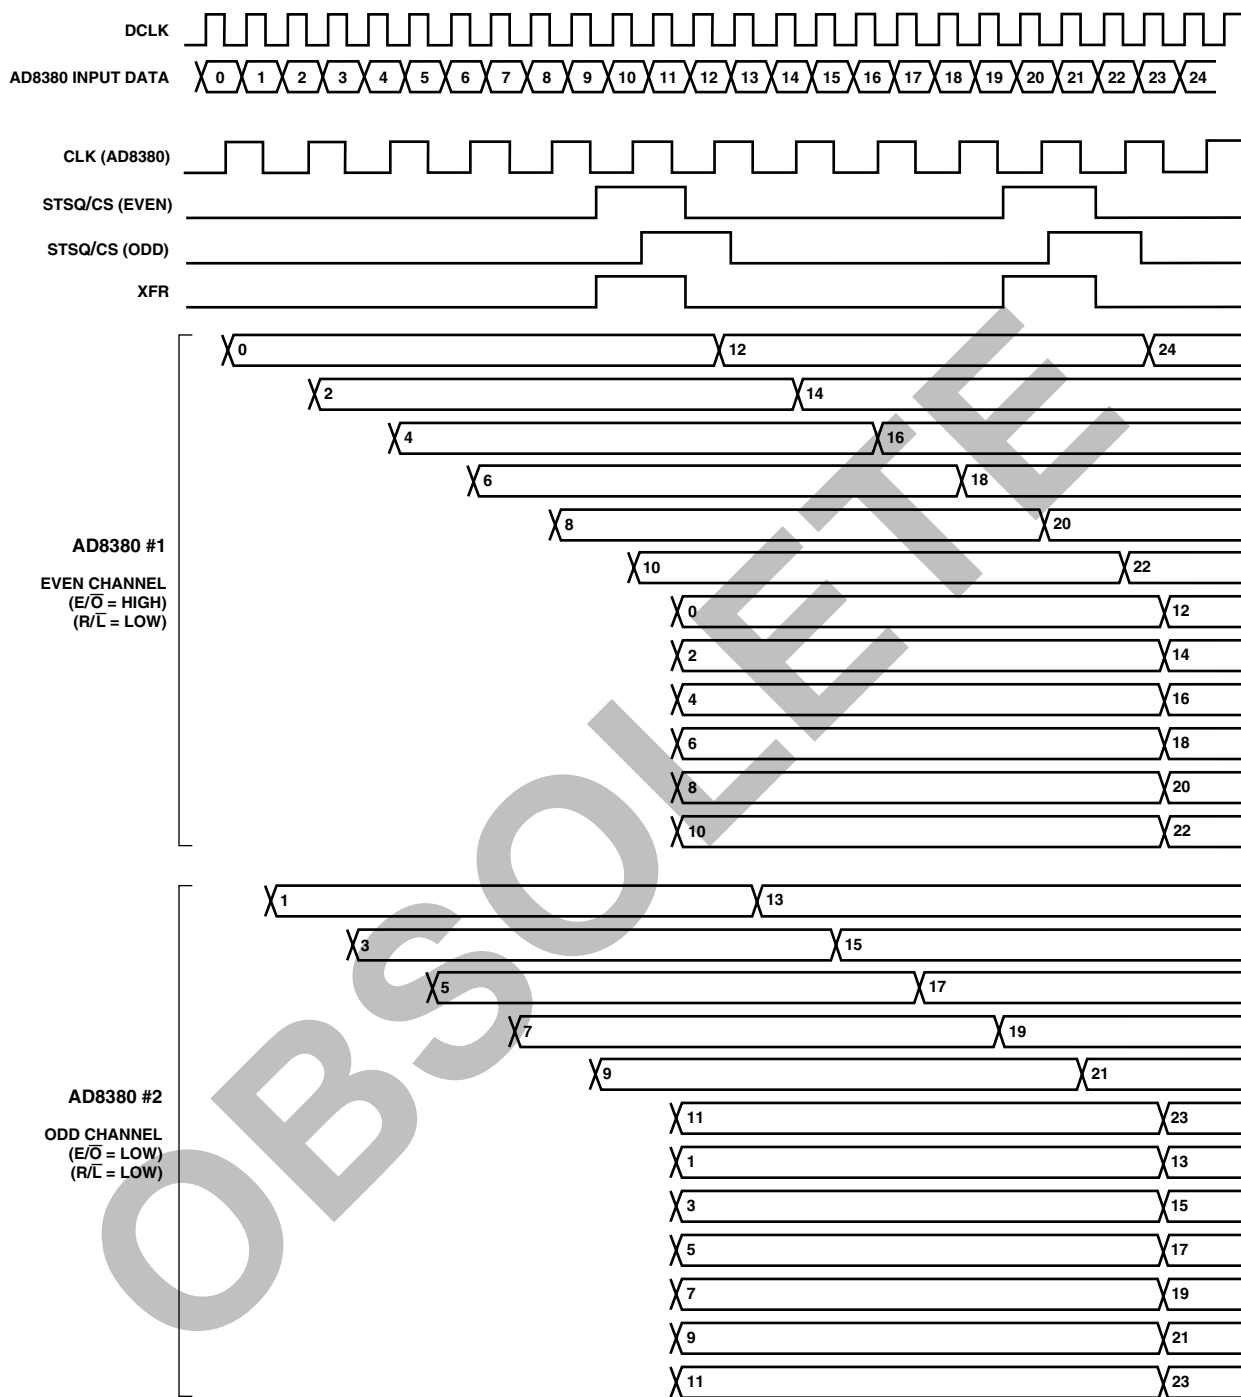 DCLK
AD8380 INPUT DATA 0 1 2 3 4 5 6 7 8 9 10 11 12 13 14 15 16 17 18 19 20 21 22 23 24
CLK (AD8380)
STSQ/CS (EVEN)
STSQ/CS (ODD)
XFR
0 12 24
2 14
4 16
6 18
8 20
AD8380 #1
EVEN CHANNEL
(E/O̅ = HIGH)
(R/L̅ = LOW)
10 22
0 12
2 14
4 16
6 18
8 20
10 22
1 13
3 15
5 17
7 19
9 21
AD8380 #2
ODD CHANNEL
(E/O̅ = LOW)
(R/L̅ = LOW)
11 23
1 13
3 15
5 17
7 19
9 21
11 23
OBSOLETE